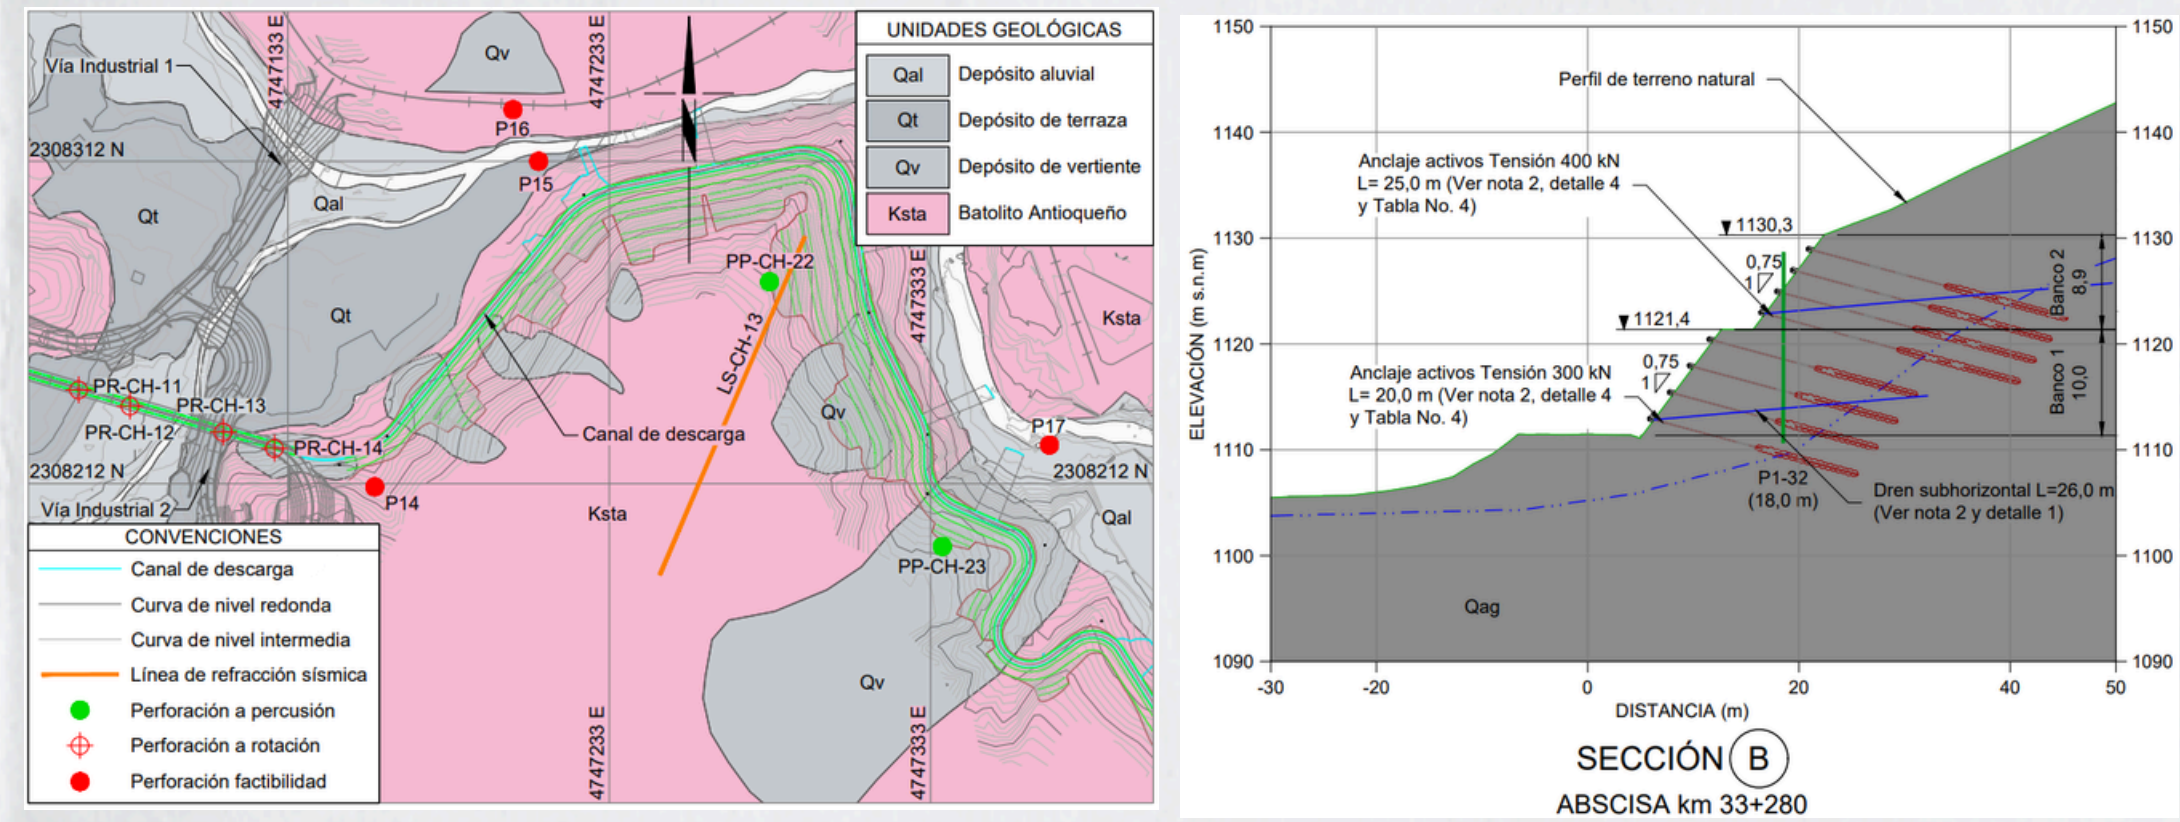 4747133 E
4747233 E
UNIDADES GEOLÓGICAS
Qal Depósito aluvial
Qt Depósito de terraza
Qv Depósito de vertiente
Ksta Batolito Antioqueño
Vía Industrial 1
Qv
P16
2308312 N
P15
Qal
Qt
PP-CH-22
4747333 E
Qt
Ksta
LS-CH-13
PR-CH-11
PR-CH-13
PR-CH-12
Qv
Canal de descarga
P17
PR-CH-14
2308212 N
2308212 N
P14
Vía Industrial 2
Ksta
Qal
PP-CH-23
Qv
4747233 E
4747333 E
CONVENCIONES
Canal de descarga
Curva de nivel redonda
Curva de nivel intermedia
Línea de refracción sísmica
Perforación a percusión
Perforación a rotación
Perforación factibilidad
ELEVACIÓN (m s.n.m)
1150
1140
1130
1120
1110
1100
1090
1150
1140
1130
1120
1110
1100
1090
Perfil de terreno natural
Anclaje activos Tensión 400 kN
L= 25,0 m (Ver nota 2, detalle 4
y Tabla No. 4)
1130,3
0,75
1
Banco 2
8,9
1121,4
0,75
1
Anclaje activos Tensión 300 kN
L= 20,0 m (Ver nota 2, detalle 4
y Tabla No. 4)
Banco 1
10,0
P1-32
(18,0 m)
Dren subhorizontal L=26,0 m
(Ver nota 2 y detalle 1)
Qag
-30
-20
0
20
40
50
DISTANCIA (m)
SECCIÓN B
ABSCISA km 33+280